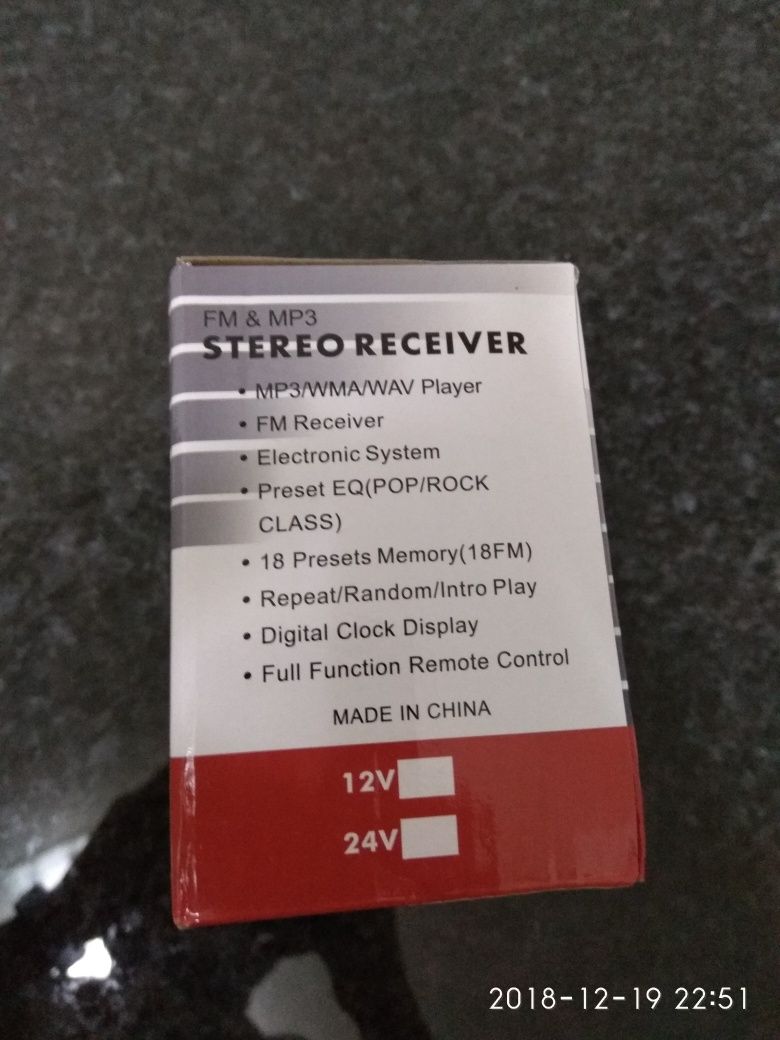 FM & MP3
STEREO RECEIVER
• MP3/WMA/WAV Player
• FM Receiver
• Electronic System
• Preset EQ(POP/ROCK
CLASS)
• 18 Presets Memory(18FM)
• Repeat/Random/Intro Play
• Digital Clock Display
• Full Function Remote Control
MADE IN CHINA
12V
24V
2018-12-19 22:51